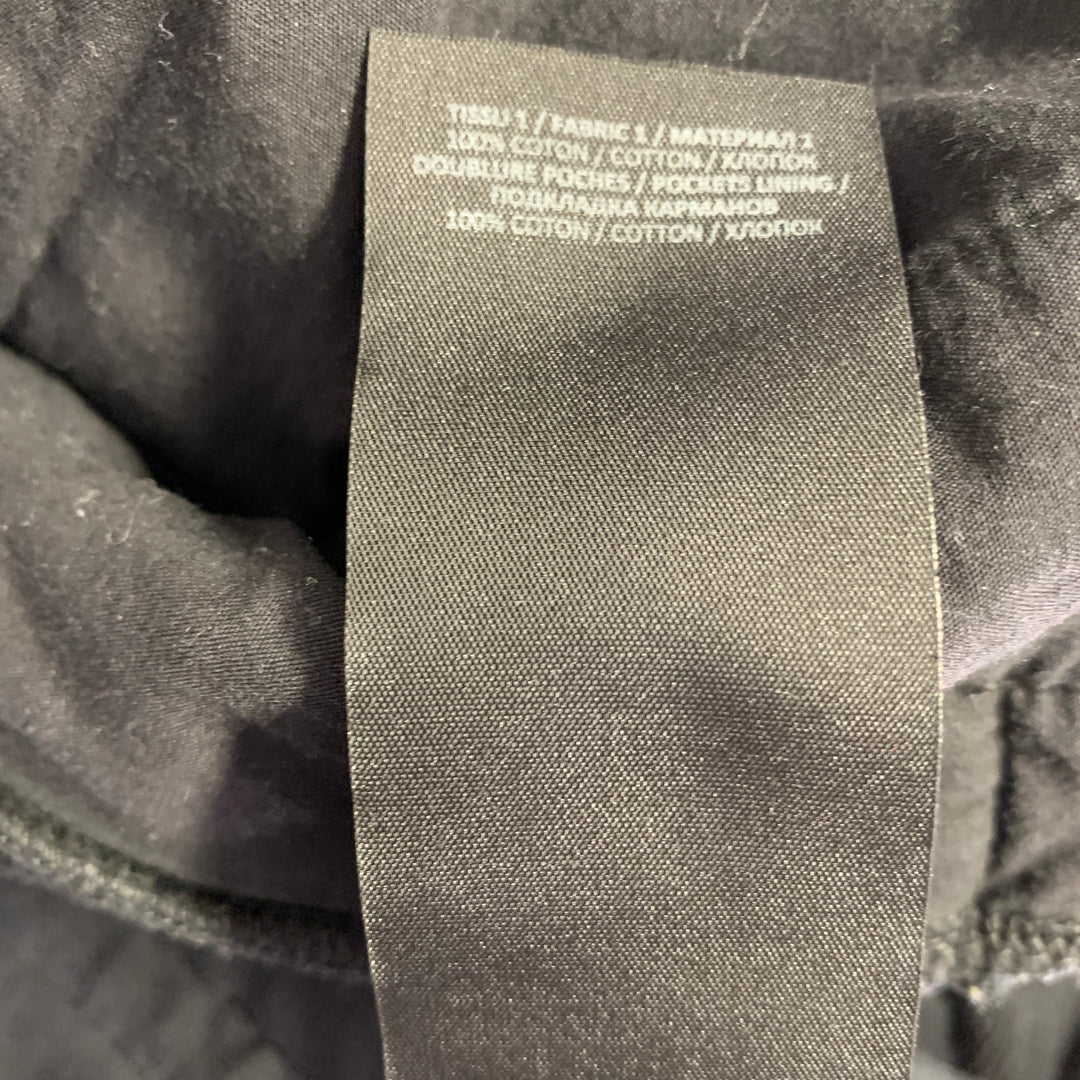 TISSU 1 / FABRIC 1 / МАТЕРИАЛ 1
100% COTON / COTTON / ХЛОПОК
DOUBLURE POCHES / POCKETS LINING /
ПОДКЛАДКА КАРМАНОВ
100% COTON / COTTON / ХЛОПОК